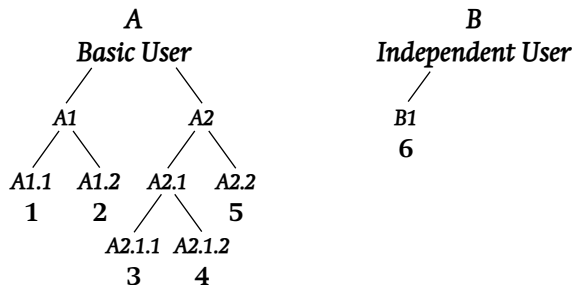 A B
Basic User Independent User
A1 A2 B1
6
A1.1 A1.2 A2.1 A2.2
1 2 5
A2.1.1 A2.1.2
3 4